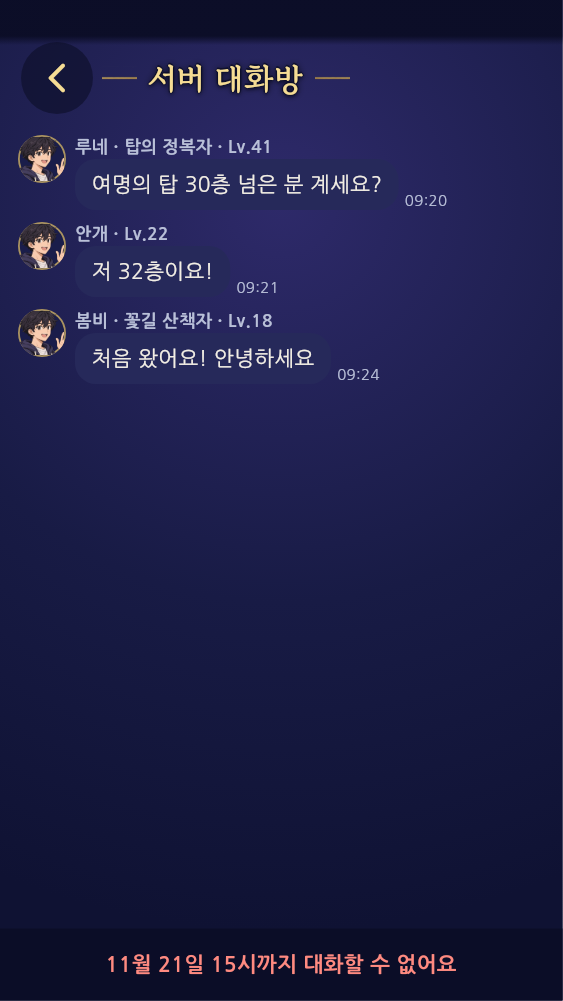 서버 대화방
루네 · 탑의 정복자 · Lv.41
여명의 탑 30층 넘은 분 계세요?
09:20
안개 · Lv.22
저 32층이요!
09:21
봄비 · 꽃길 산책자 · Lv.18
처음 왔어요! 안녕하세요
09:24
11월 21일 15시까지 대화할 수 없어요